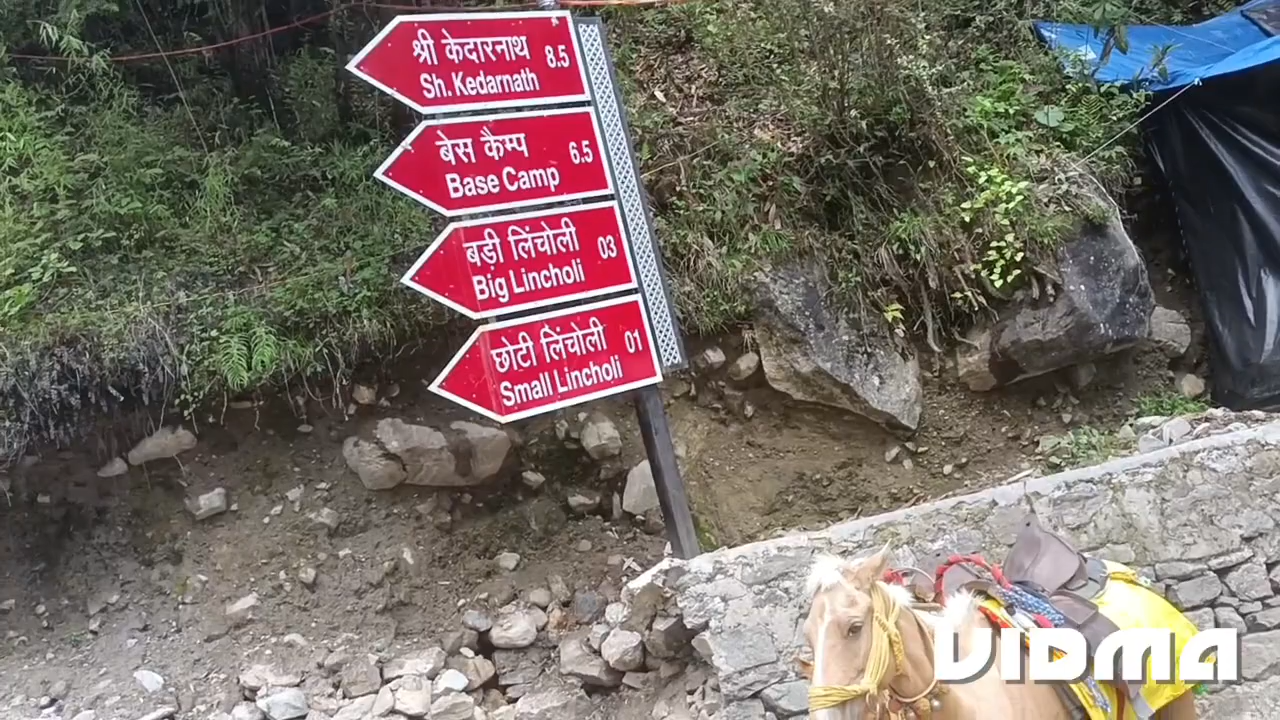 श्री केदारनाथ 8.5
Sh. Kedarnath
बेस कैम्प 6.5
Base Camp
बड़ी लिंचोली 03
Big Lincholi
छोटी लिंचोली 01
Small Lincholi
VIDMA